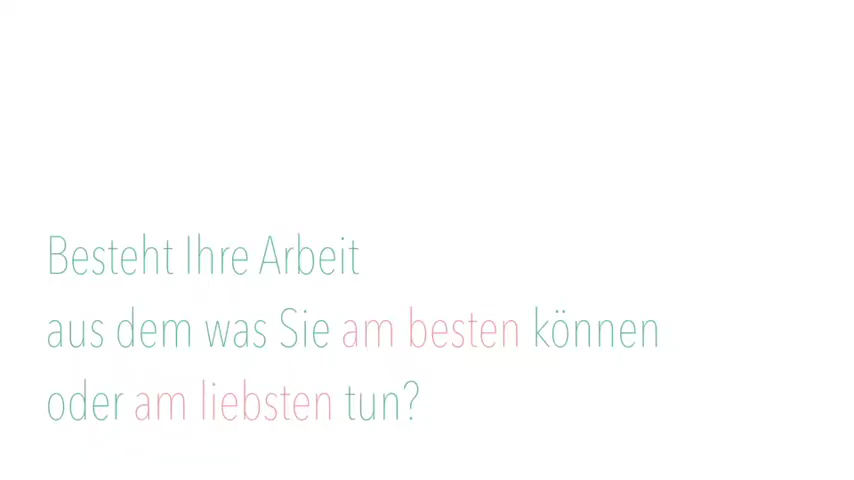 Besteht Ihre Arbeit
aus dem was Sie am besten können
oder am liebsten tun?